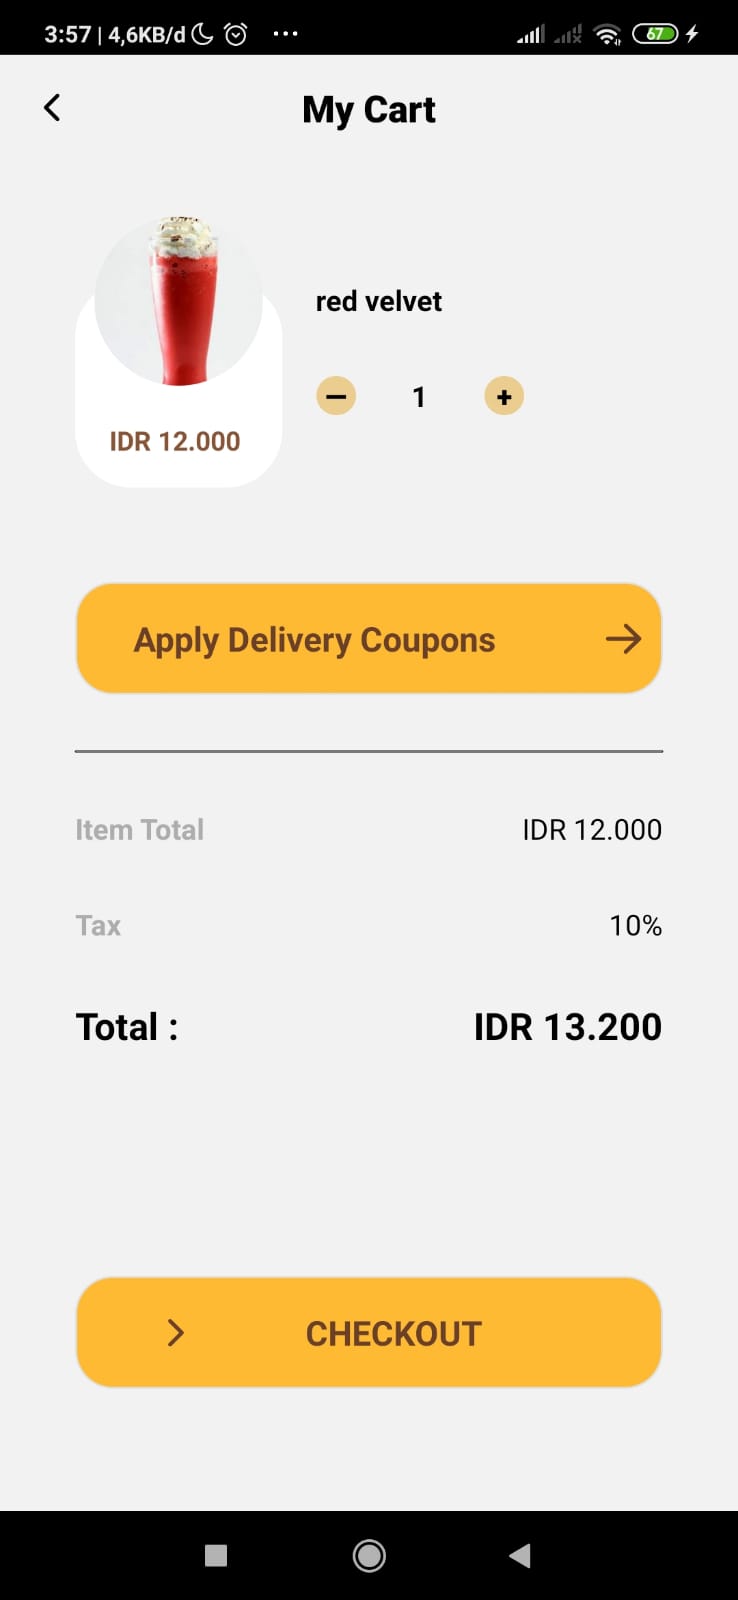 3:57 | 4,6KB/d ... 67
My Cart
red velvet
1
IDR 12.000
Apply Delivery Coupons
Item Total IDR 12.000
Tax 10%
Total : IDR 13.200
CHECKOUT